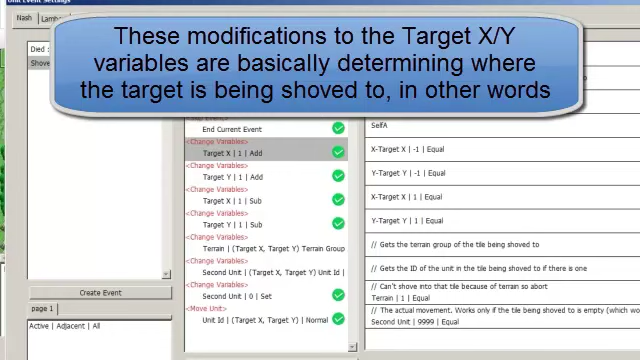 Unit Event Settings
Nash
These modifications to the Target X/Y
variables are basically determining where
the target is being shoved to, in other words
Died :
Shove
End Current Event
SelfA
<Change Variables>
Target X | 1 | Add
X-Target X | -1 | Equal
<Change Variables>
Target Y | 1 | Add
Y-Target Y | -1 | Equal
<Change Variables>
Target X | 1 | Sub
X-Target X | 1 | Equal
<Change Variables>
Target Y | 1 | Sub
Y-Target Y | 1 | Equal
<Change Variables>
Terrain | (Target X, Target Y) Terrain Group
// Gets the terrain group of the tile being shoved to
<Change Variables>
Second Unit | (Target X, Target Y) Unit Id |
// Gets the ID of the unit in the tile being shoved to if there is one
<Change Variables>
Second Unit | 0 | Set
// Can't shove into that tile because of terrain so abort
Terrain | 1 | Equal
<Move Unit>
Unit Id | (Target X, Target Y) | Normal
// The actual movement. Works only if the tile being shoved to is empty (which wo
Second Unit | 9999 | Equal
Create Event
page 1
Active | Adjacent | All